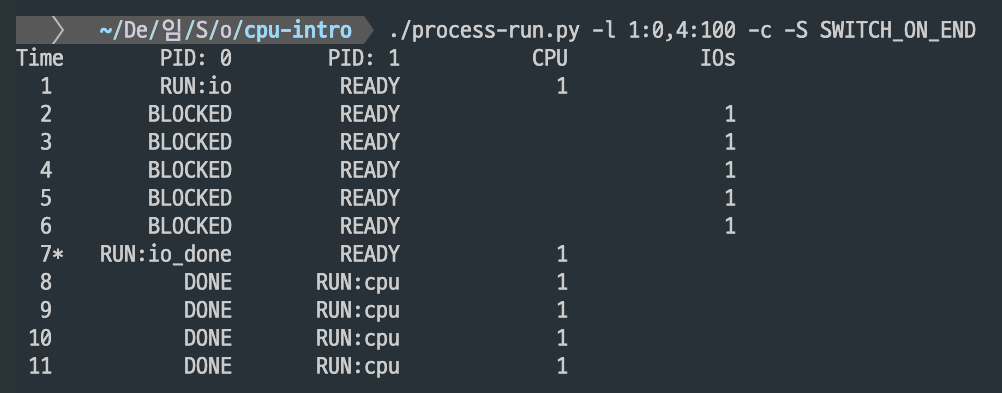 ~/De/임/S/o/cpu-intro ./process-run.py -l 1:0,4:100 -c -S SWITCH_ON_END
Time PID: 0 PID: 1 CPU IOs
1 RUN:io READY 1
2 BLOCKED READY 1
3 BLOCKED READY 1
4 BLOCKED READY 1
5 BLOCKED READY 1
6 BLOCKED READY 1
7* RUN:io_done READY 1
8 DONE RUN:cpu 1
9 DONE RUN:cpu 1
10 DONE RUN:cpu 1
11 DONE RUN:cpu 1